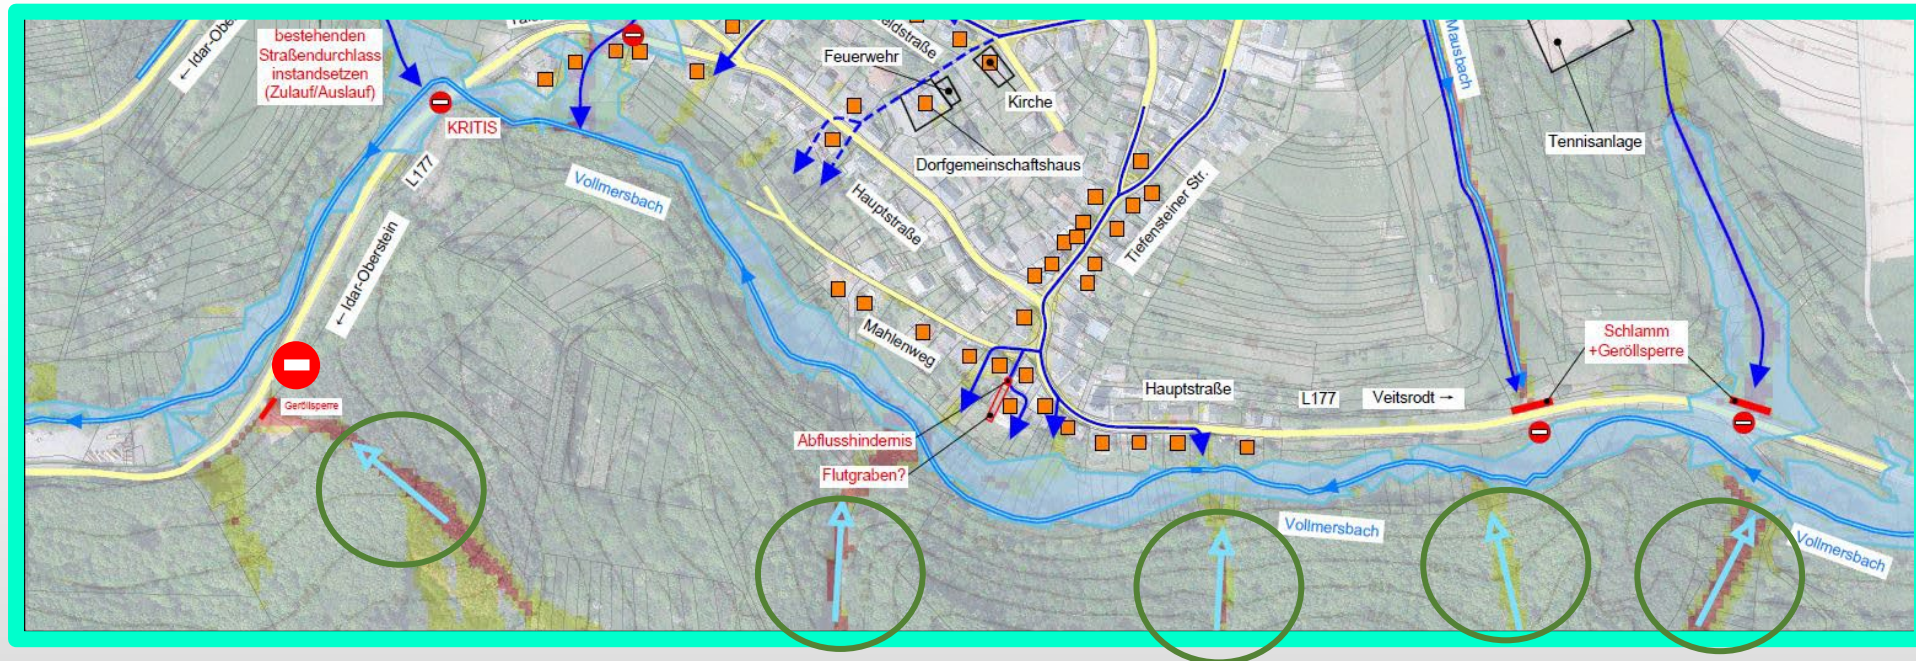 ← Idar-Ob
bestehenden
Straßendurchlass
instandsetzen
(Zulauf/Auslauf)
KRITIS
L177
← Idar-Oberstein
Geröllsperre
Vollmersbach
Feuerwehr
Kirche
Dorfgemeinschaftshaus
Hauptstraße
Tiefensteiner Str.
Mahlenweg
Abflusshindernis
Flutgraben?
Hauptstraße
L177
Veitsrodt →
Mausbach
Tennisanlage
Schlamm
+Geröllsperre
Vollmersbach
Vollmersbach